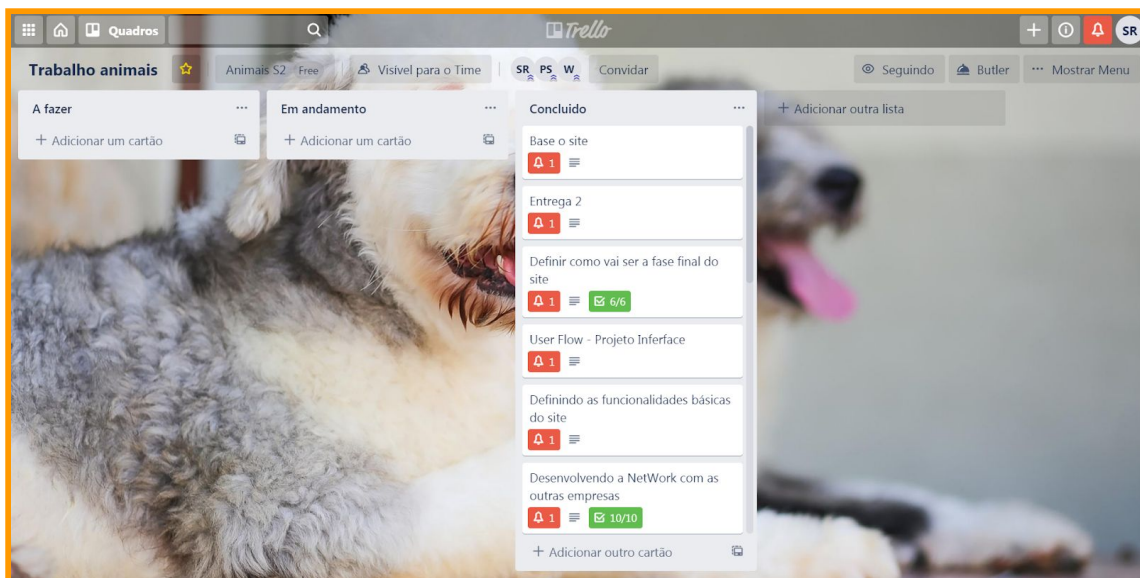 Quadros
Trello
SR
Trabalho animais
Animais S2 Free
Visível para o Time
SR PS W
Convidar
Seguindo
Butler
Mostrar Menu
A fazer
+ Adicionar um cartão
Em andamento
+ Adicionar um cartão
Concluido
Base o site
1
Entrega 2
1
Definir como vai ser a fase final do
site
1 6/6
User Flow - Projeto Inferface
1
Definindo as funcionalidades básicas
do site
1
Desenvolvendo a NetWork com as
outras empresas
1 10/10
+ Adicionar outro cartão
+ Adicionar outra lista